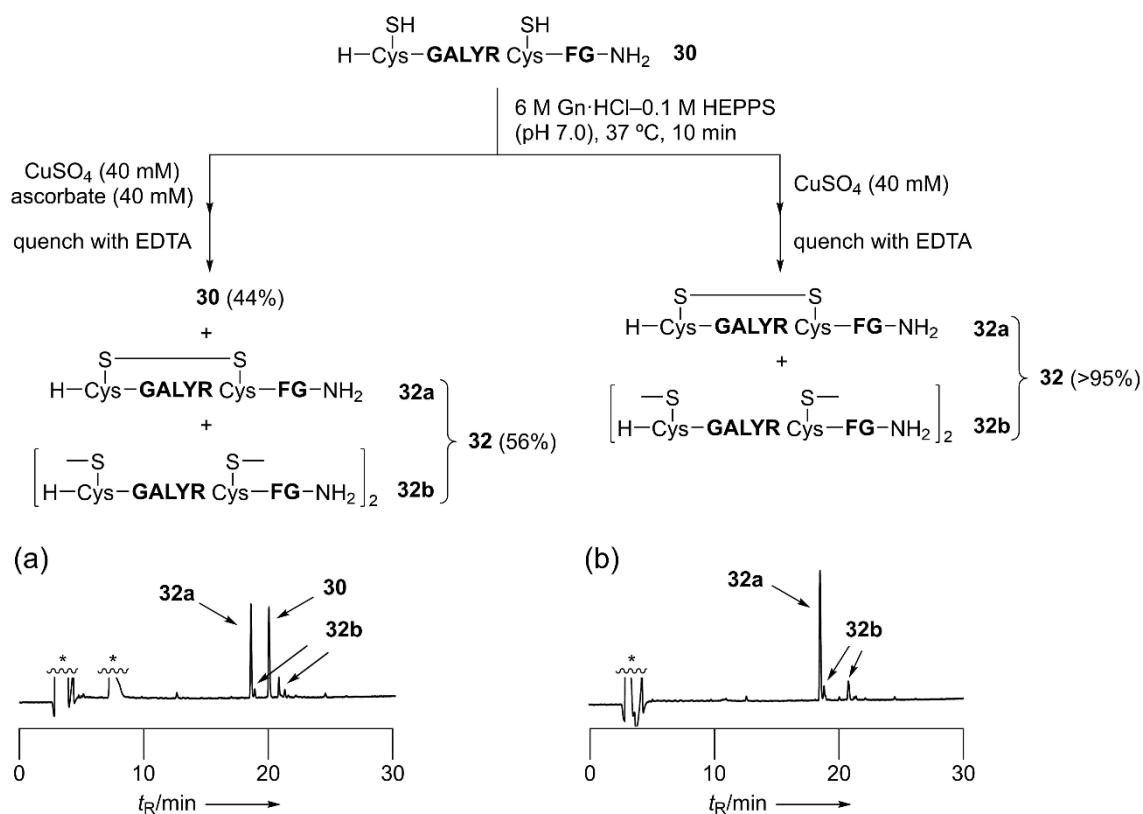 SH SH
H–Cys–GALYR Cys–FG–NH₂ 30
6 M Gn·HCl–0.1 M HEPPS
(pH 7.0), 37 ºC, 10 min
CuSO₄ (40 mM)
ascorbate (40 mM)
quench with EDTA
30 (44%)
+
S S
H–Cys–GALYR Cys–FG–NH₂ 32a
+
S S
H–Cys–GALYR Cys–FG–NH₂ 2 32b
32 (56%)
CuSO₄ (40 mM)
quench with EDTA
S S
H–Cys–GALYR Cys–FG–NH₂ 32a
+
S S
H–Cys–GALYR Cys–FG–NH₂ 2 32b
32 (>95%)
(a)
32a 30
32b
* *
0 10 20 30
tR/min
(b)
32a
32b
*
0 10 20 30
tR/min